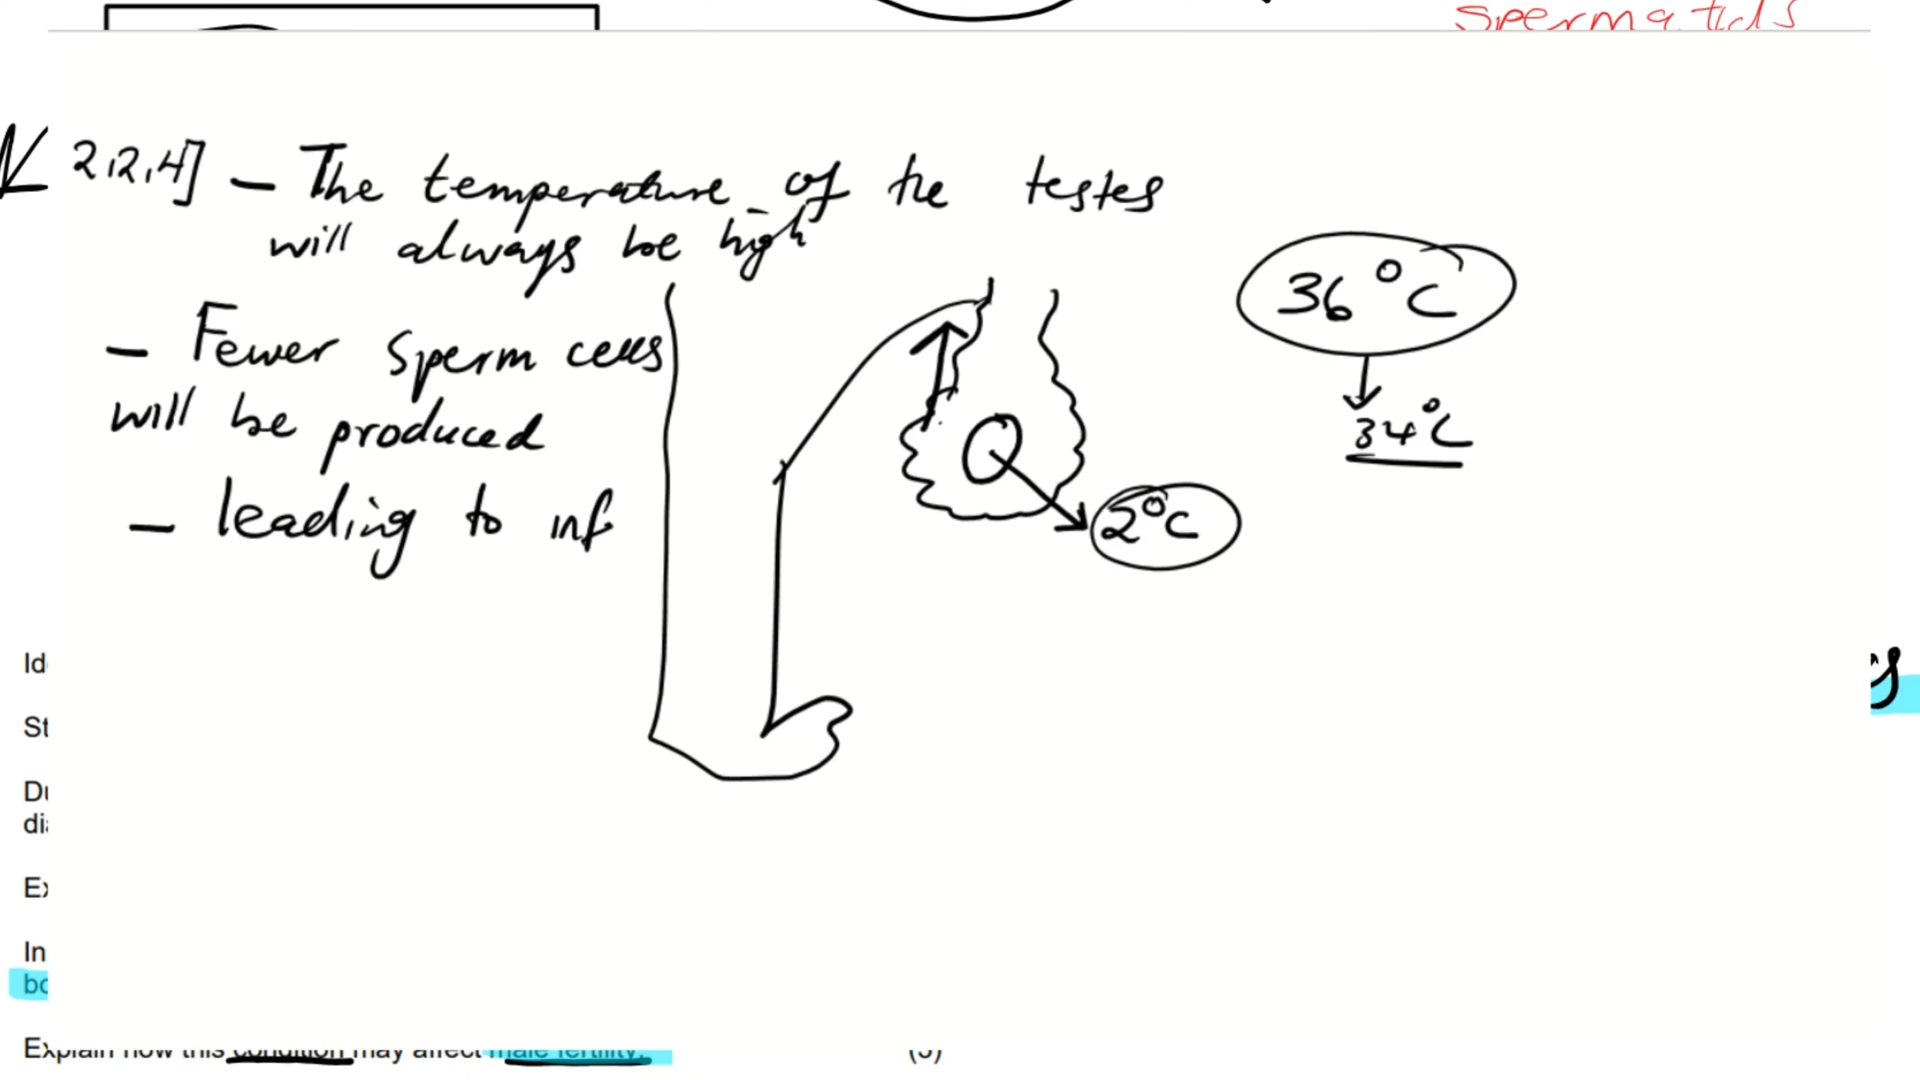 spermatids
2.2.4] - The temperature of the testes
will always be high
36°C
34°C
- Fewer sperm cells
will be produced
2°C
- leading to inf
Id
St
Du
dia
Ex
In
bo
Explain how this condition may affect male fertility.